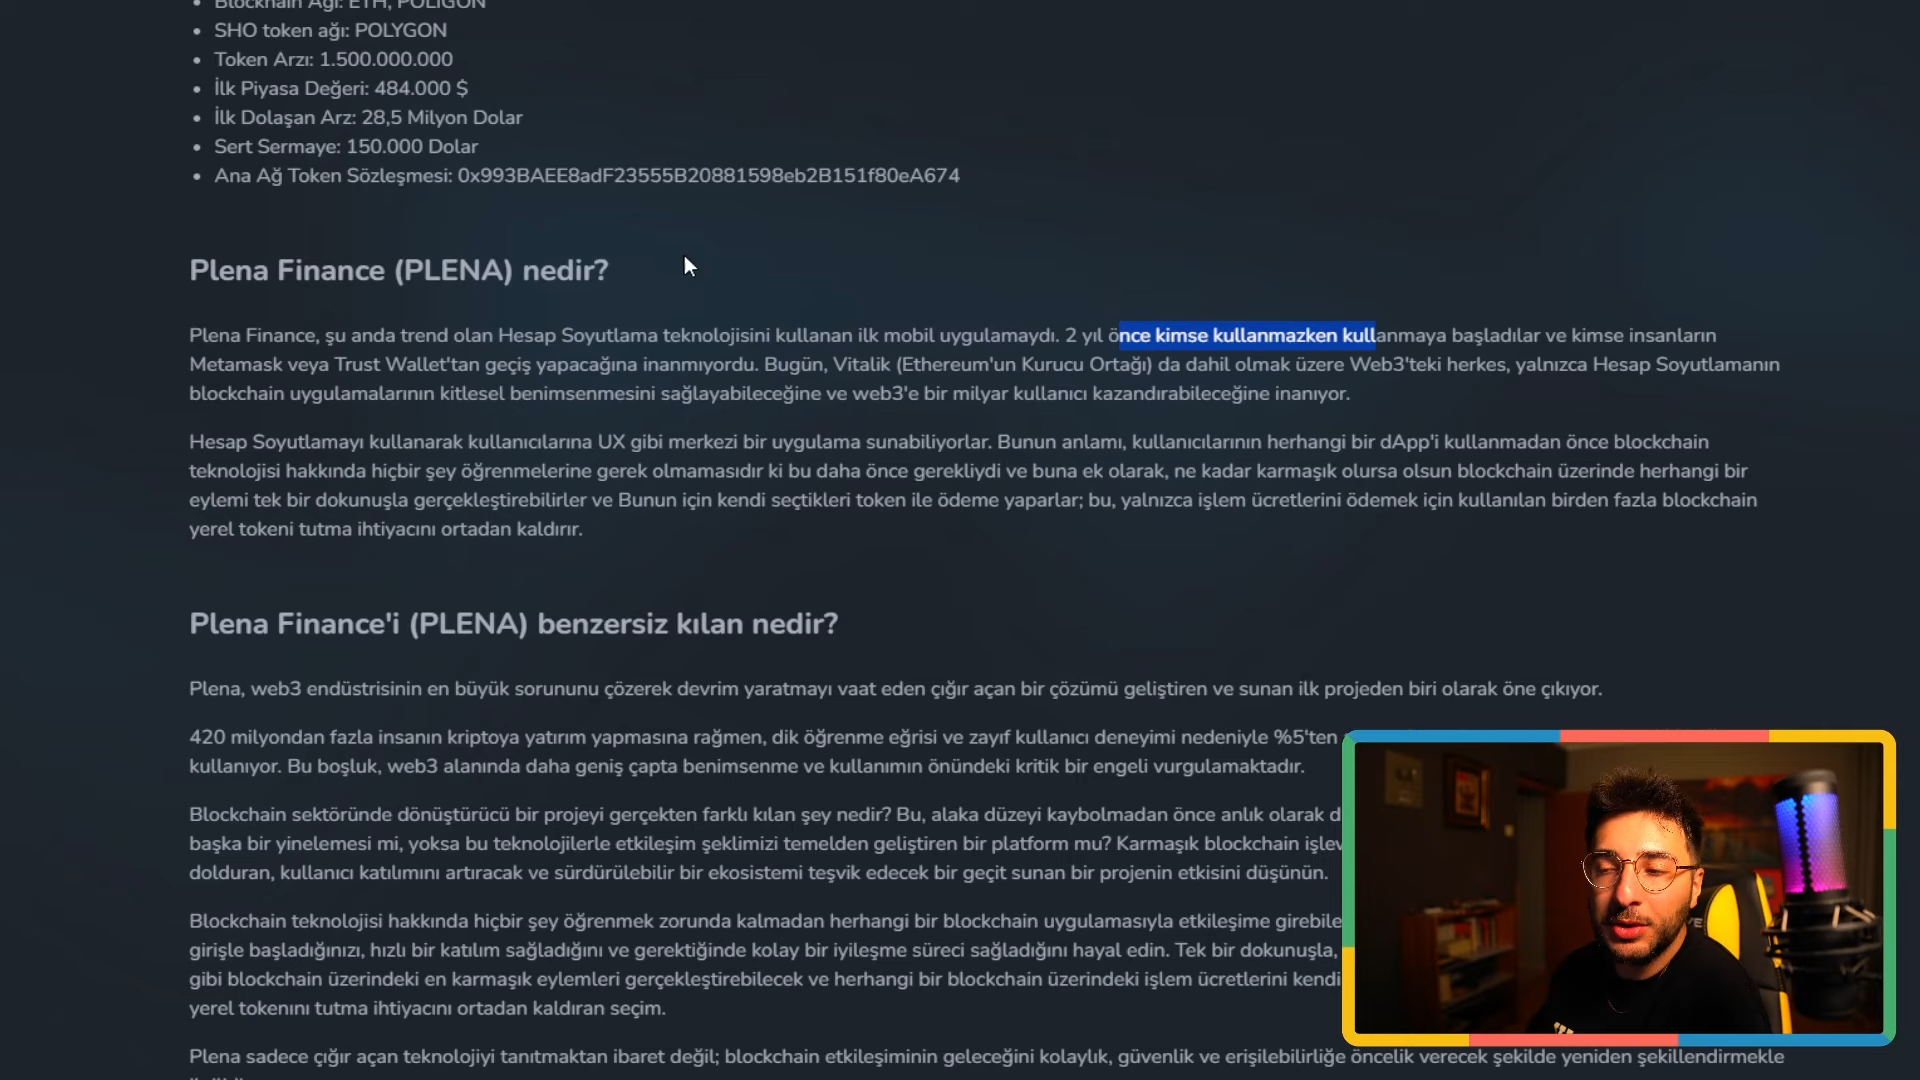 Blockchain Ağı: ETH, POLİGON
SHO token ağı: POLYGON
Token Arzı: 1.500.000.000
İlk Piyasa Değeri: 484.000 $
İlk Dolaşan Arz: 28,5 Milyon Dolar
Sert Sermaye: 150.000 Dolar
Ana Ağ Token Sözleşmesi: 0x993BAEE8adF23555B20881598eb2B151f80eA674
Plena Finance (PLENA) nedir?
Plena Finance, şu anda trend olan Hesap Soyutlama teknolojisini kullanan ilk mobil uygulamaydı. 2 yıl önce kimse kullanmazken kullanmaya başladılar ve kimse insanların
Metamask veya Trust Wallet'tan geçiş yapacağına inanmıyordu. Bugün, Vitalik (Ethereum'un Kurucu Ortağı) da dahil olmak üzere Web3'teki herkes, yalnızca Hesap Soyutlamanın
blockchain uygulamalarının kitlesel benimsenmesini sağlayabileceğine ve web3'e bir milyar kullanıcı kazandırabileceğine inanıyor.
Hesap Soyutlamayı kullanarak kullanıcılarına UX gibi merkezi bir uygulama sunabiliyorlar. Bunun anlamı, kullanıcılarının herhangi bir dApp'i kullanmadan önce blockchain
teknolojisi hakkında hiçbir şey öğrenmelerine gerek olmamasıdır ki bu daha önce gerekliydi ve buna ek olarak, ne kadar karmaşık olursa olsun blockchain üzerinde herhangi bir
eylemi tek bir dokunuşla gerçekleştirebilirler ve Bunun için kendi seçtikleri token ile ödeme yaparlar; bu, yalnızca işlem ücretlerini ödemek için kullanılan birden fazla blockchain
yerel tokeni tutma ihtiyacını ortadan kaldırır.
Plena Finance'i (PLENA) benzersiz kılan nedir?
Plena, web3 endüstrisinin en büyük sorununu çözerek devrim yaratmayı vaat eden çığır açan bir çözümü geliştiren ve sunan ilk projeden biri olarak öne çıkıyor.
420 milyondan fazla insanın kriptoya yatırım yapmasına rağmen, dik öğrenme eğrisi ve zayıf kullanıcı deneyimi nedeniyle %5'ten
kullanıyor. Bu boşluk, web3 alanında daha geniş çapta benimsenme ve kullanımın önündeki kritik bir engeli vurgulamaktadır.
Blockchain sektöründe dönüştürücü bir projeyi gerçekten farklı kılan şey nedir? Bu, alaka düzeyi kaybolmadan önce anlık olarak d
başka bir yinelemesi mi, yoksa bu teknolojilerle etkileşim şeklimizi temelden geliştiren bir platform mu? Karmaşık blockchain işlev
dolduran, kullanıcı katılımını artıracak ve sürdürülebilir bir ekosistemi teşvik edecek bir geçit sunan bir projenin etkisini düşünün.
Blockchain teknolojisi hakkında hiçbir şey öğrenmek zorunda kalmadan herhangi bir blockchain uygulamasıyla etkileşime girebile
girişle başladığınızı, hızlı bir katılım sağladığını ve gerektiğinde kolay bir iyileşme süreci sağladığını hayal edin. Tek bir dokunuşla,
gibi blockchain üzerindeki en karmaşık eylemleri gerçekleştirebilecek ve herhangi bir blockchain üzerindeki işlem ücretlerini kendi
yerel tokenını tutma ihtiyacını ortadan kaldıran seçim.
Plena sadece çığır açan teknolojiyi tanıtmaktan ibaret değil; blockchain etkileşiminin geleceğini kolaylık, güvenlik ve erişilebilirliğe öncelik verecek şekilde yeniden şekillendirmekle